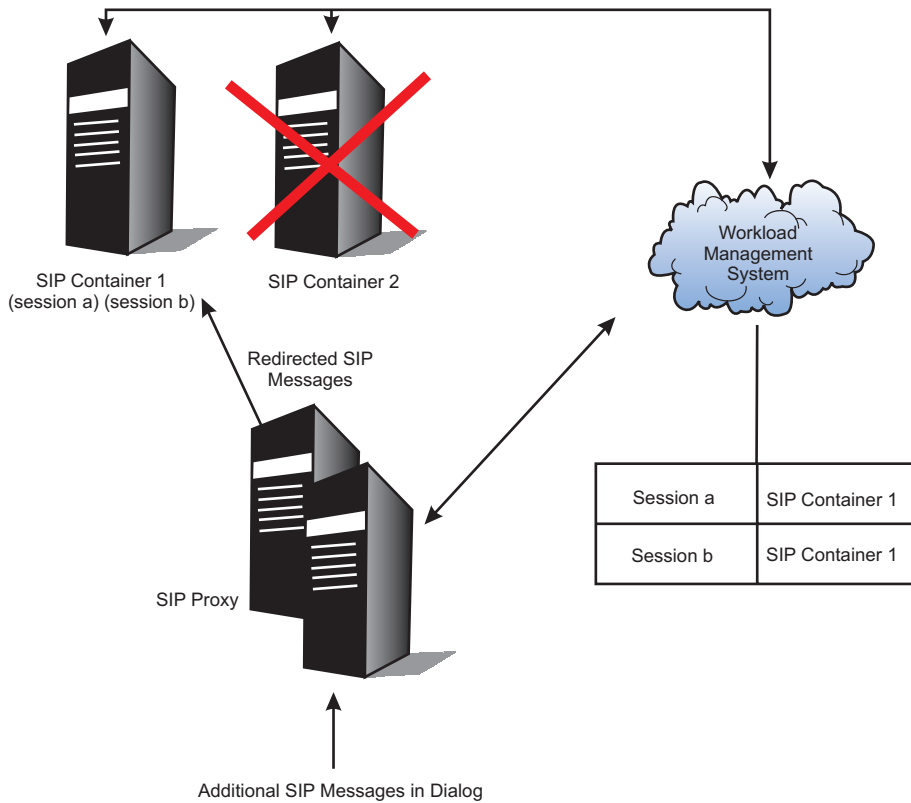 SIP Container 1
(session a) (session b)
SIP Container 2
Workload
Management
System
Redirected SIP
Messages
Session a
SIP Container 1
Session b
SIP Container 1
SIP Proxy
Additional SIP Messages in Dialog